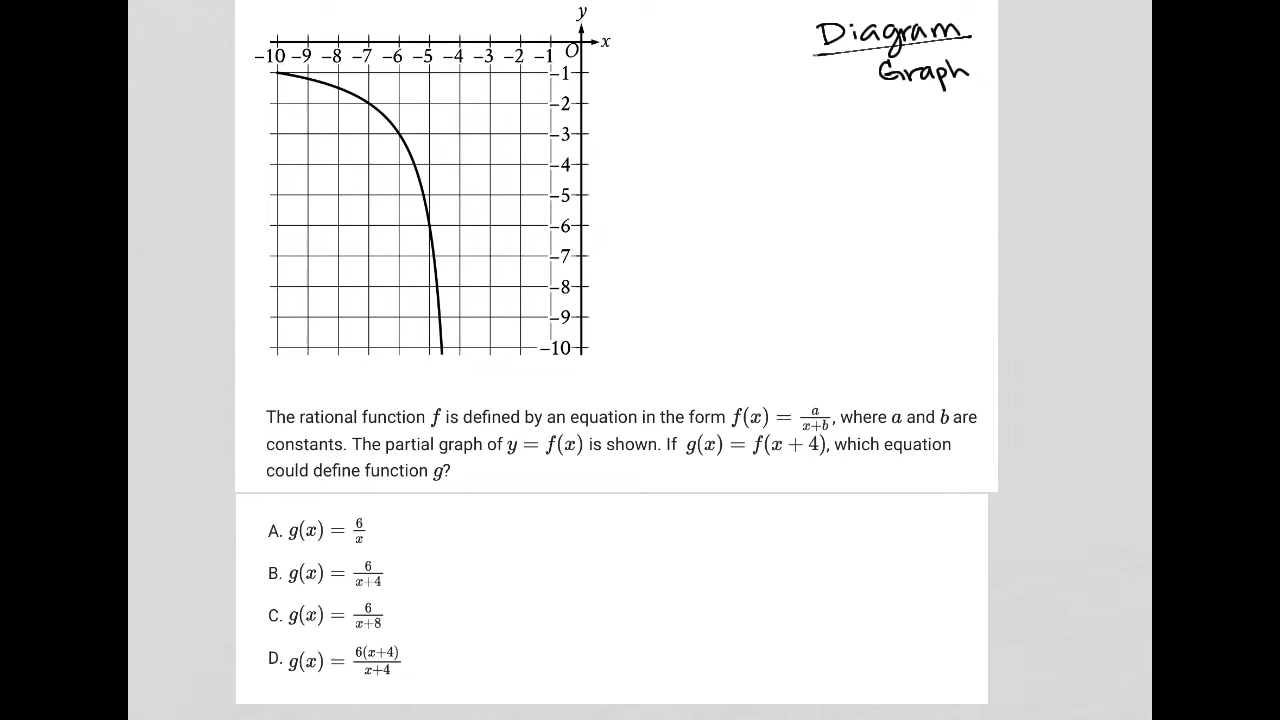 y
Diagram
Graph
x
O
−10 −9 −8 −7 −6 −5 −4 −3 −2 −1
−1
−2
−3
−4
−5
−6
−7
−8
−9
−10
The rational function f is defined by an equation in the form f(x) = a/(x+b), where a and b are
constants. The partial graph of y = f(x) is shown. If g(x) = f(x + 4), which equation
could define function g?
A. g(x) = 6/x
B. g(x) = 6/(x+4)
C. g(x) = 6/(x+8)
D. g(x) = 6(x+4)/(x+4)